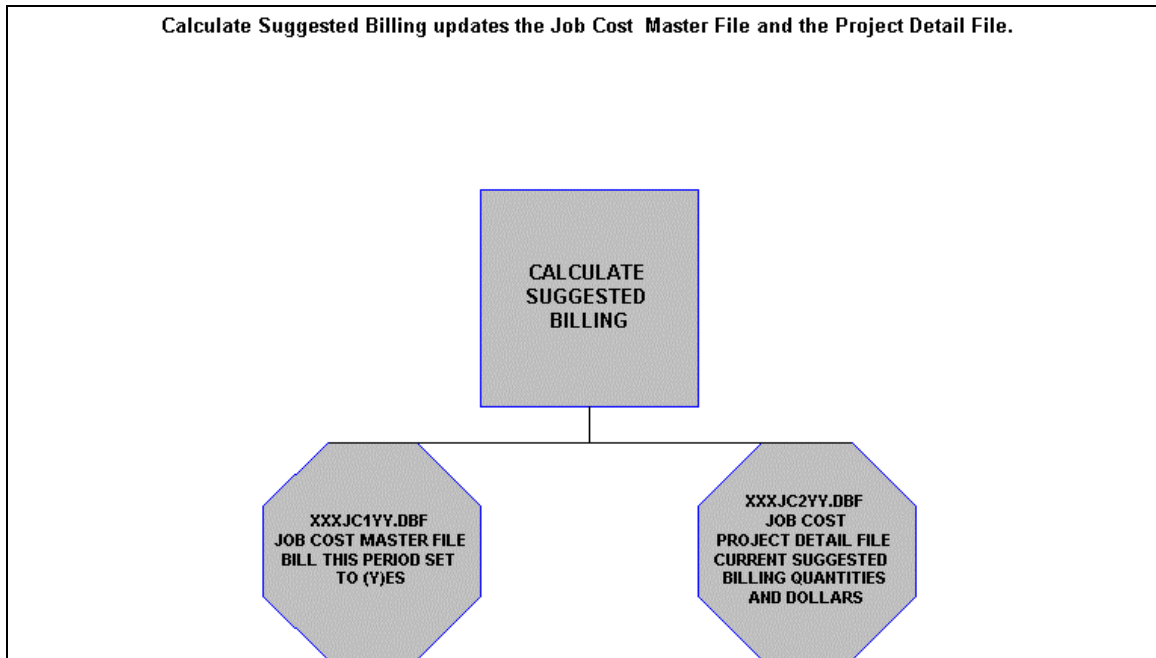 Calculate Suggested Billing updates the Job Cost Master File and the Project Detail File.
CALCULATE
SUGGESTED
BILLING
XXXJC1YY.DBF
JOB COST MASTER FILE
BILL THIS PERIOD SET
TO (Y)ES
XXXJC2YY.DBF
JOB COST
PROJECT DETAIL FILE
CURRENT SUGGESTED
BILLING QUANTITIES
AND DOLLARS